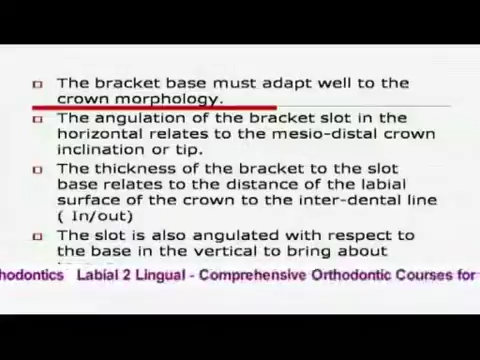 The bracket base must adapt well to the
crown morphology.
The angulation of the bracket slot in the
horizontal relates to the mesio-distal crown
inclination or tip.
The thickness of the bracket to the slot
base relates to the distance of the labial
surface of the crown to the inter-dental line
( In/out)
The slot is also angulated with respect to
the base in the vertical to bring about
hodontics Labial 2 Lingual - Comprehensive Orthodontic Courses for